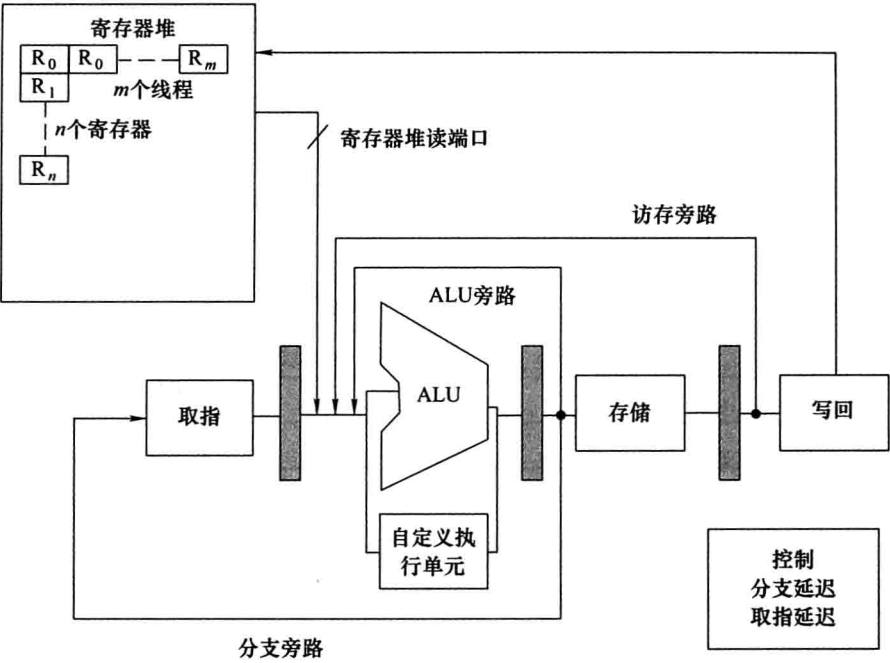 寄存器堆
R0 R0 Rm
R1 m个线程
n个寄存器
Rn
寄存器堆读端口
访存旁路
ALU旁路
取指
ALU
存储
写回
自定义执
行单元
控制
分支延迟
取指延迟
分支旁路